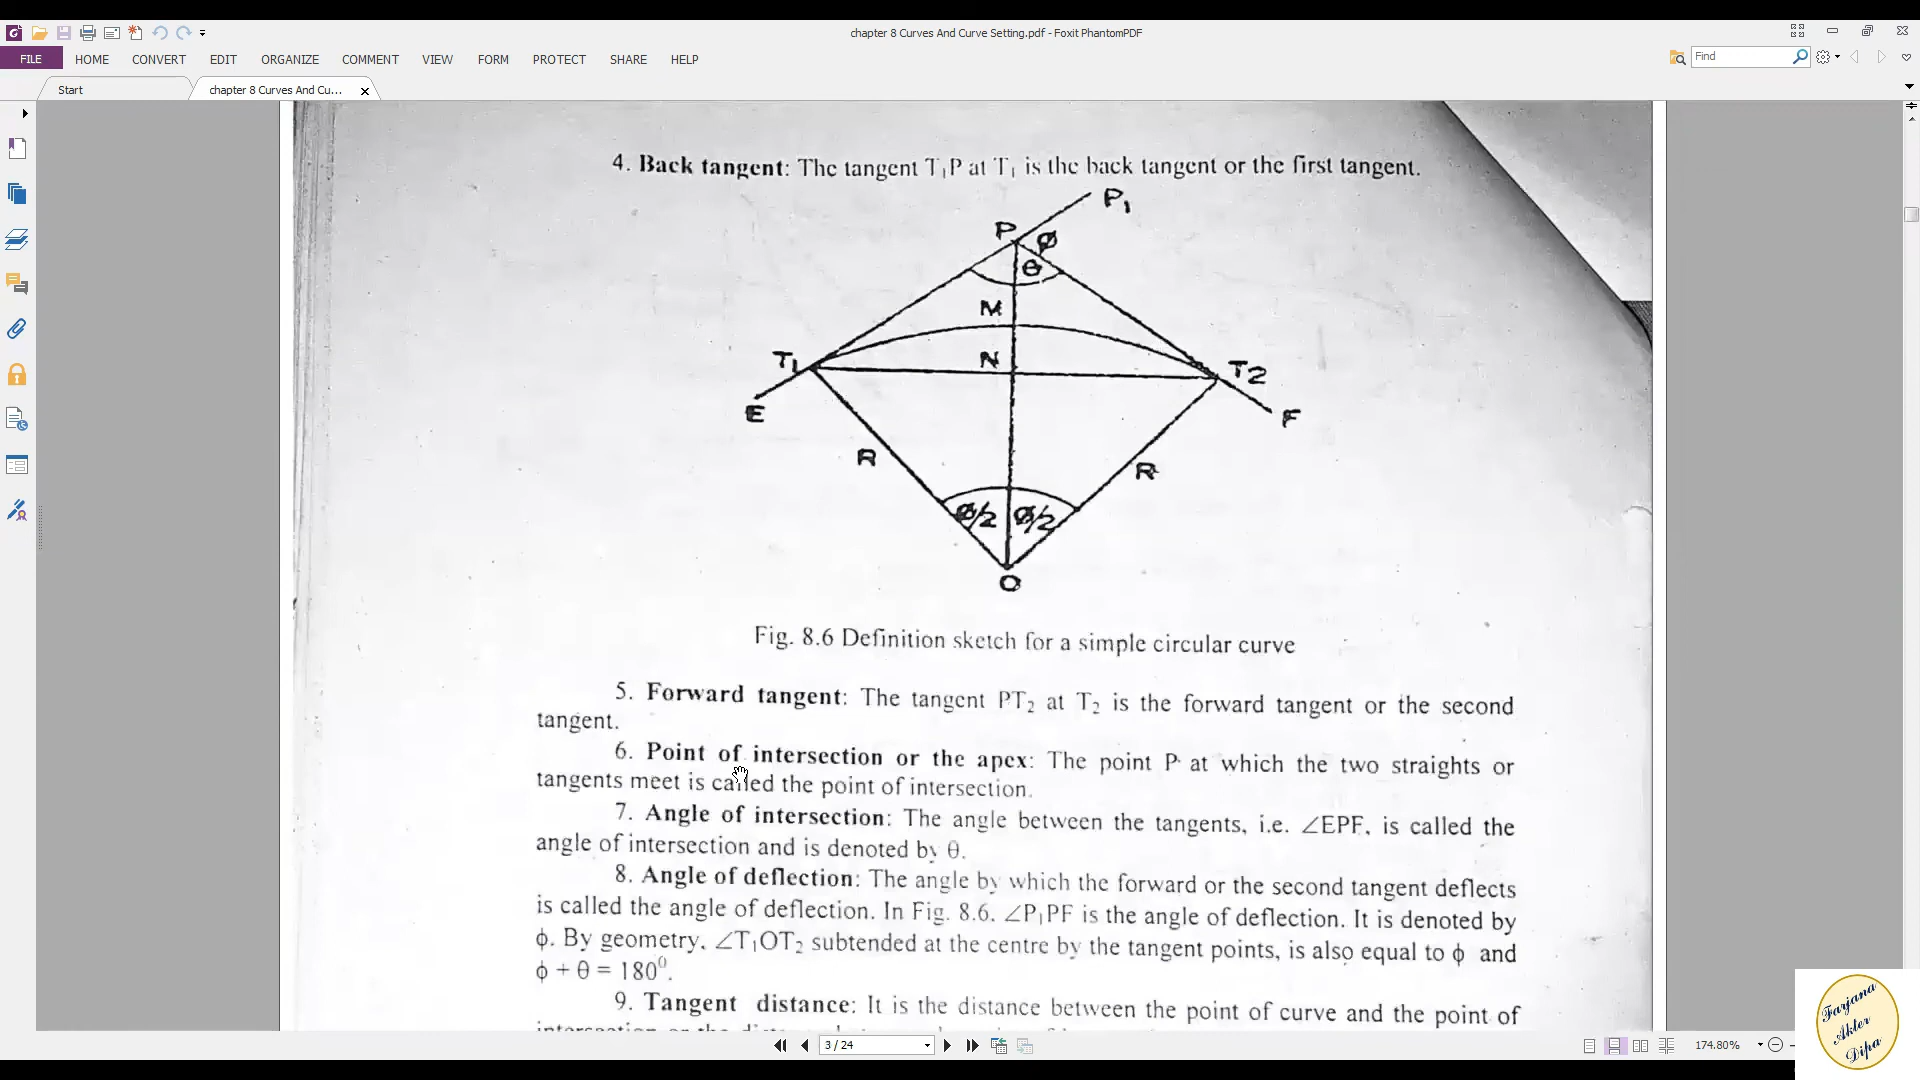 chapter 8 Curves And Curve Setting.pdf - Foxit PhantomPDF
FILE HOME CONVERT EDIT ORGANIZE COMMENT VIEW FORM PROTECT SHARE HELP
Find
Start
chapter 8 Curves And Cu...
4. Back tangent: The tangent T₁P at T₁ is the back tangent or the first tangent.
P₁
P
Ø
θ
M
T1
N
T2
E
F
R
R
Ø/2 Ø/2
O
Fig. 8.6 Definition sketch for a simple circular curve
5. Forward tangent: The tangent PT₂ at T₂ is the forward tangent or the second
tangent.
6. Point of intersection or the apex: The point P at which the two straights or
tangents meet is called the point of intersection.
7. Angle of intersection: The angle between the tangents, i.e. ∠EPF, is called the
angle of intersection and is denoted by θ.
8. Angle of deflection: The angle by which the forward or the second tangent deflects
is called the angle of deflection. In Fig. 8.6. ∠P₁PF is the angle of deflection. It is denoted by
ϕ. By geometry, ∠T₁OT₂ subtended at the centre by the tangent points, is also equal to ϕ and
ϕ + θ = 180⁰.
9. Tangent distance: It is the distance between the point of curve and the point of
3 / 24
174.80%
Farjana
Akter
Dipa